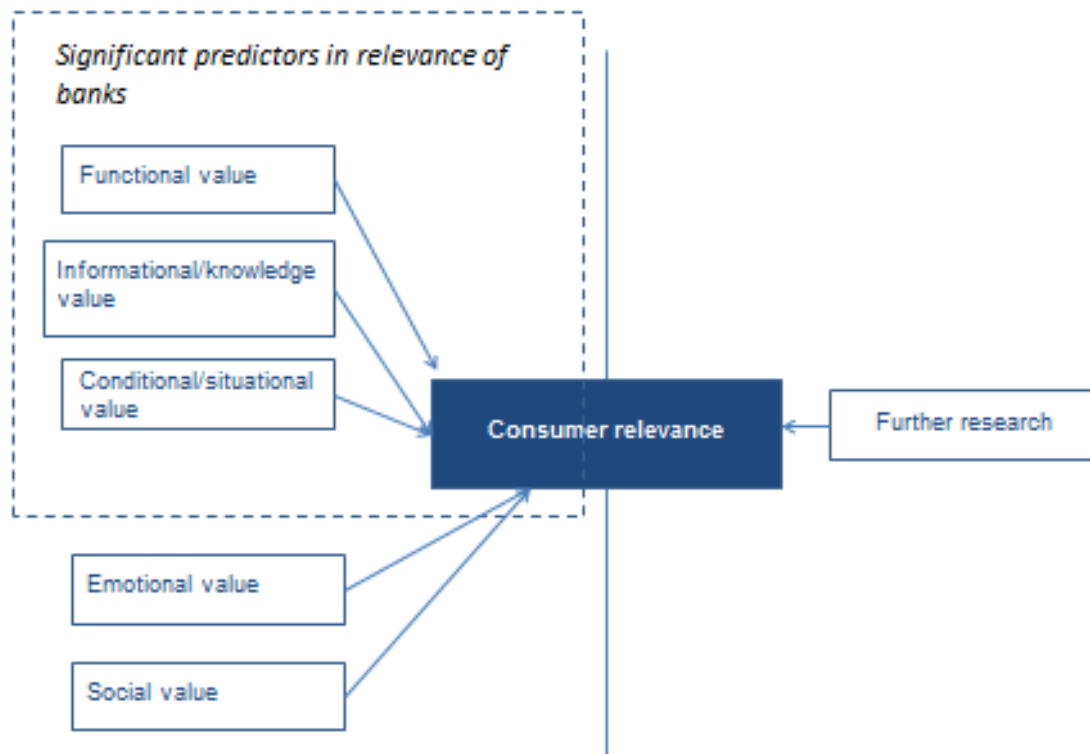 Significant predictors in relevance of
banks
Functional value
Informational/knowledge
value
Conditional/situational
value
Consumer relevance
Further research
Emotional value
Social value